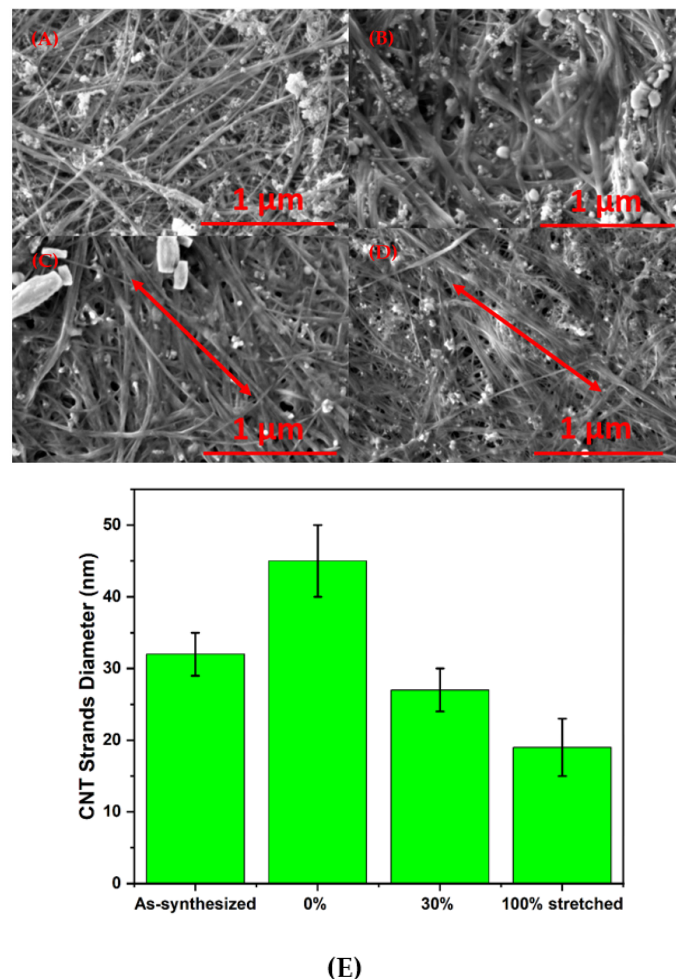 (A)
(B)
1 µm
1 µm
(C)
(D)
1 µm
1 µm
50
40
30
20
10
0
CNT Strands Diameter (nm)
As-synthesized
0%
30%
100% stretched
(E)